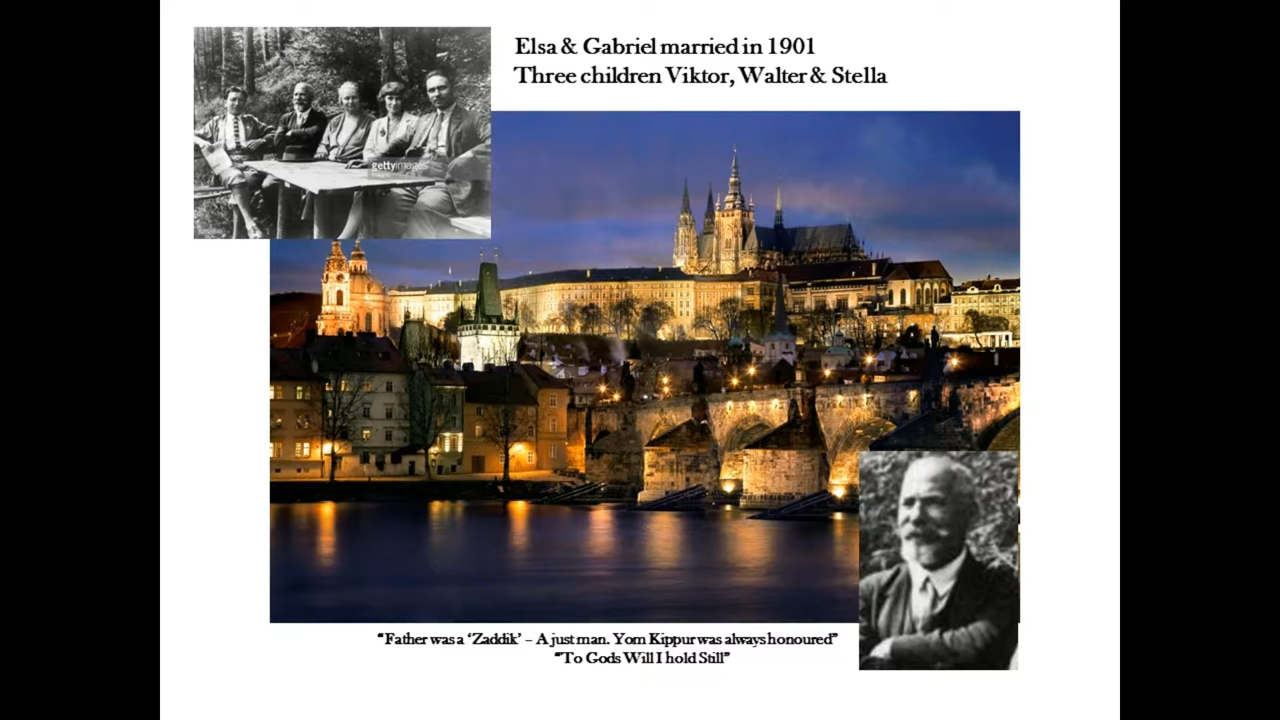 Elsa & Gabriel married in 1901
Three children Viktor, Walter & Stella
gettyimages
"Father was a 'Zaddik' – A just man. Yom Kippur was always honoured"
"To Gods Will I hold Still"